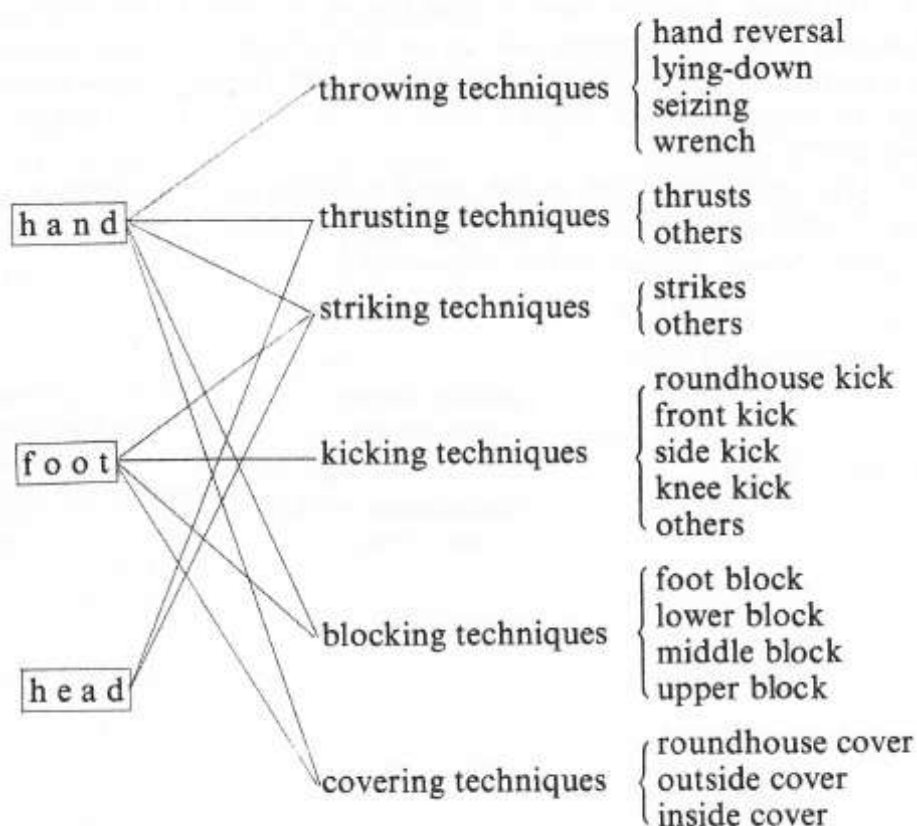 hand
foot
head
throwing techniques
hand reversal
lying-down
seizing
wrench
thrusting techniques
thrusts
others
striking techniques
strikes
others
kicking techniques
roundhouse kick
front kick
side kick
knee kick
others
blocking techniques
foot block
lower block
middle block
upper block
covering techniques
roundhouse cover
outside cover
inside cover